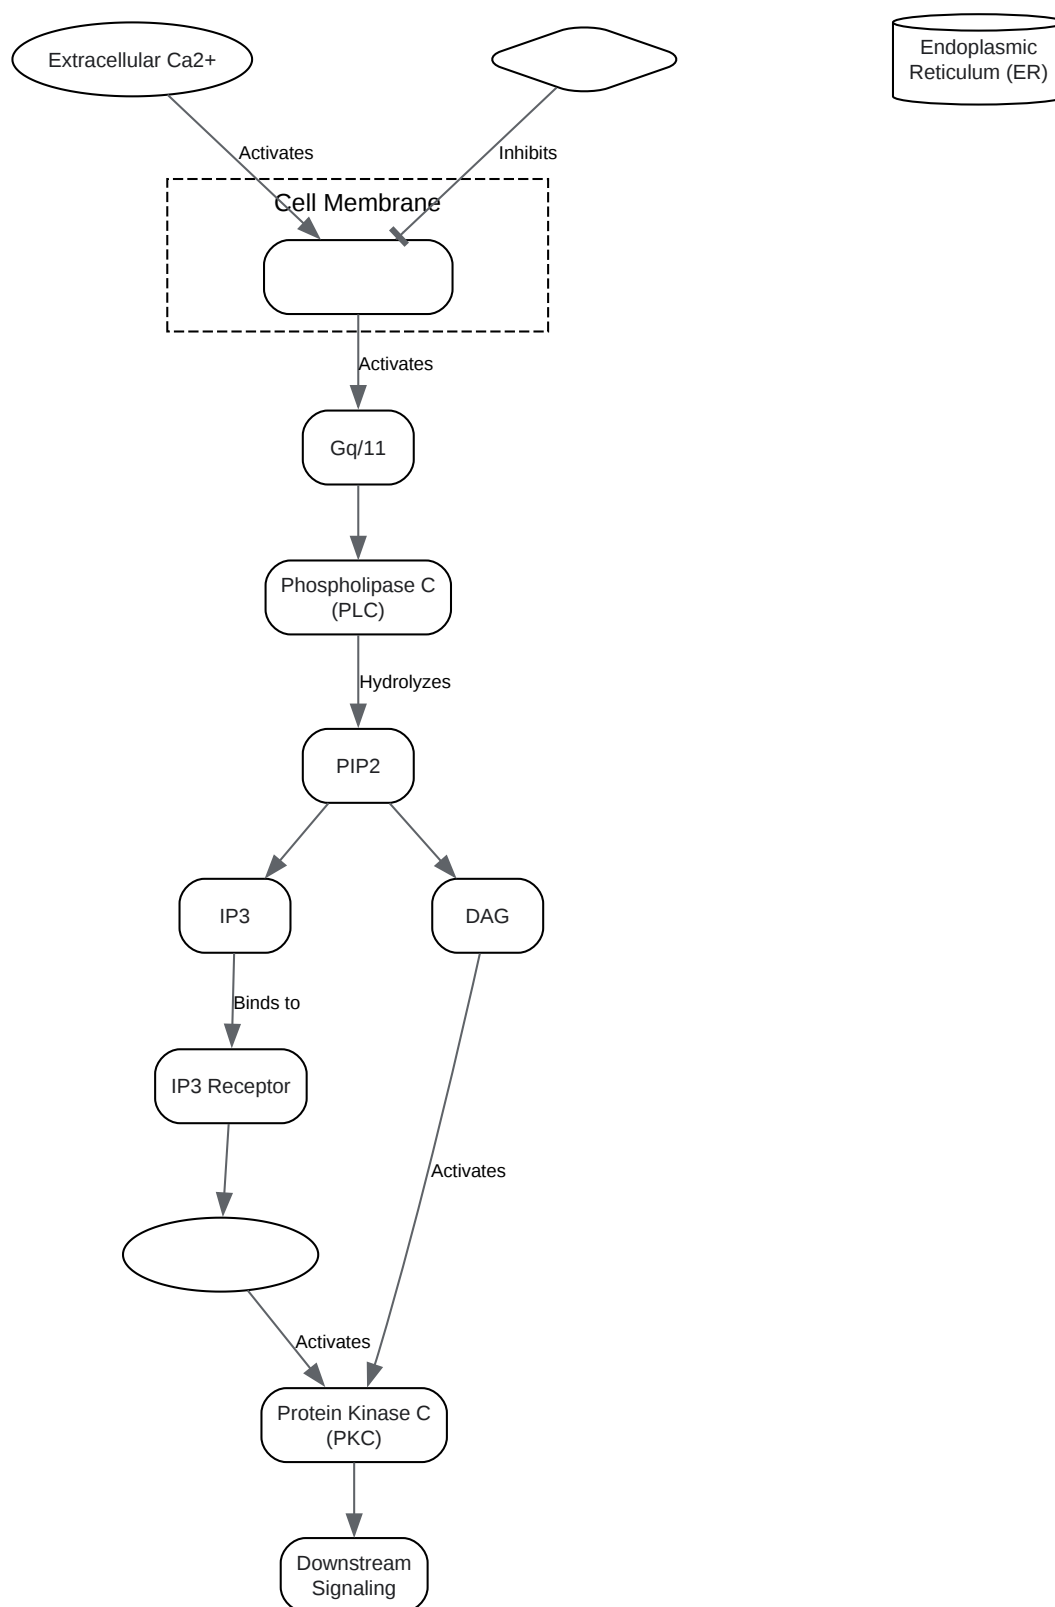 Extracellular Ca2+
Endoplasmic
Reticulum (ER)
Activates
Inhibits
Cell Membrane
Activates
Gq/11
Phospholipase C
(PLC)
Hydrolyzes
PIP2
IP3
DAG
Binds to
IP3 Receptor
Activates
Activates
Protein Kinase C
(PKC)
Downstream
Signaling